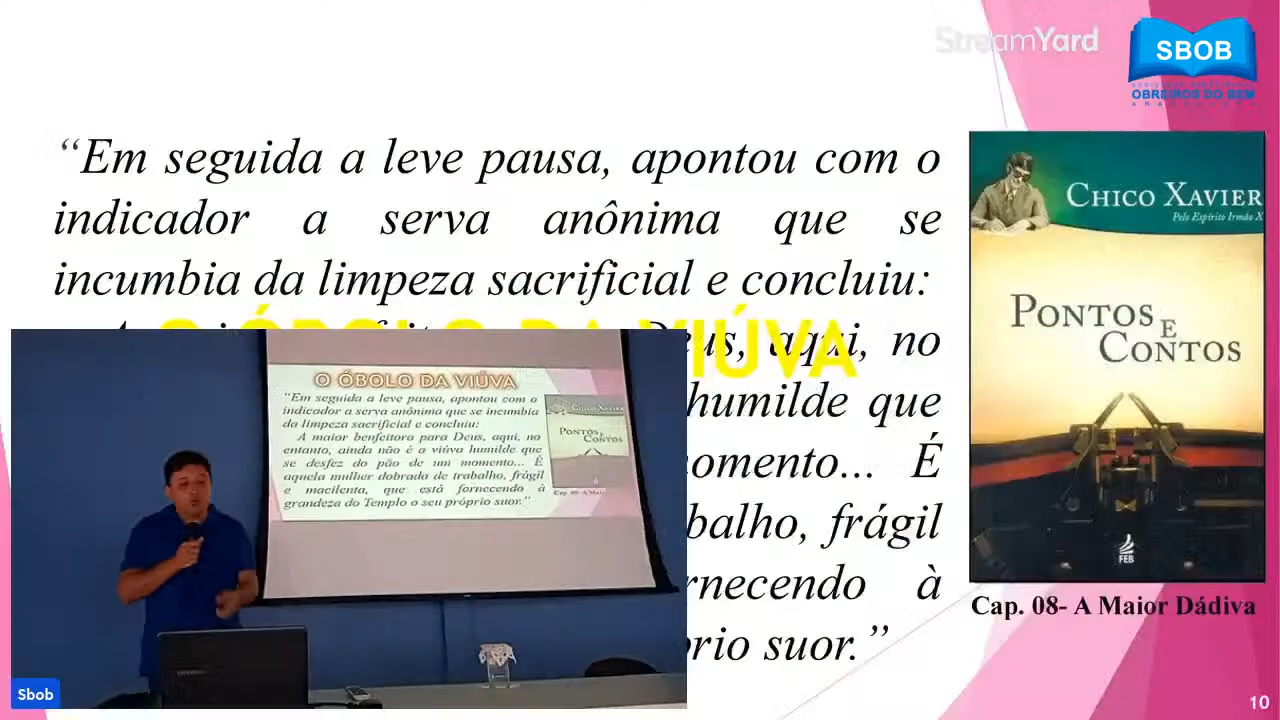 StreamYard
SBOB
OBREIROS DO BEM
“Em seguida a leve pausa, apontou com o
indicador a serva anônima que se
incumbia da limpeza sacrificial e concluiu:
O ÓBOLO DA VIÚVA
Deus, aqui, no
humilde que
momento... É
balho, frágil
rnecendo à
prio suor.”
CHICO XAVIER
Pelo Espírito Irmão X
PONTOS E CONTOS
FEB
Cap. 08- A Maior Dádiva
O ÓBOLO DA VIÚVA
"Em seguida a leve pausa, apontou com o
indicador a serva anônima que se incumbia
da limpeza sacrificial e concluiu:
A maior benfeitora para Deus, aqui, no
entanto, ainda não é a viúva humilde que
se desfez do pão de um momento... É
aquela mulher dobrada de trabalho, frágil
e macilenta, que está fornecendo à
grandeza do Templo o seu próprio suor."
CHICO XAVIER
PONTOS E CONTOS
Cap. 08- A Maior
Sbob
10